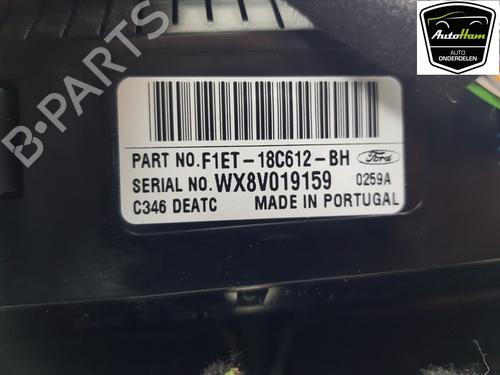 AutoHam
AUTO
ONDERDELEN
B-PARTS
PART NO.F1ET-18C612-BH Ford
SERIAL NO.WX8V019159 0259A
C346 DEATC MADE IN PORTUGAL